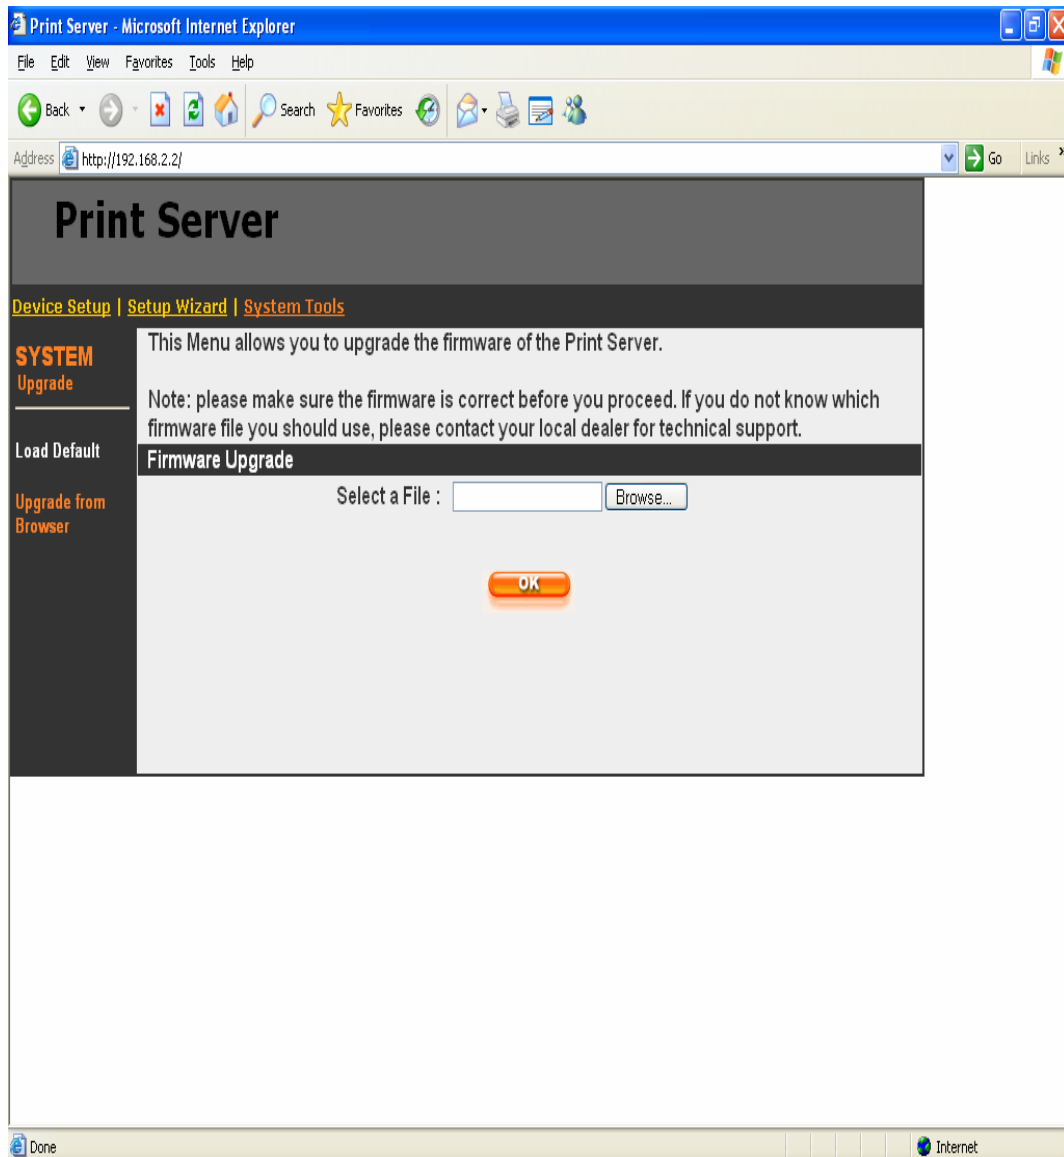 Print Server - Microsoft Internet Explorer
File Edit View Favorites Tools Help
Back Search Favorites
Address http://192.168.2.2/ Go Links »
Print Server
Device Setup | Setup Wizard | System Tools
SYSTEM
Upgrade
Load Default
Upgrade from
Browser
This Menu allows you to upgrade the firmware of the Print Server.
Note: please make sure the firmware is correct before you proceed. If you do not know which
firmware file you should use, please contact your local dealer for technical support.
Firmware Upgrade
Select a File : Browse...
OK
Done Internet